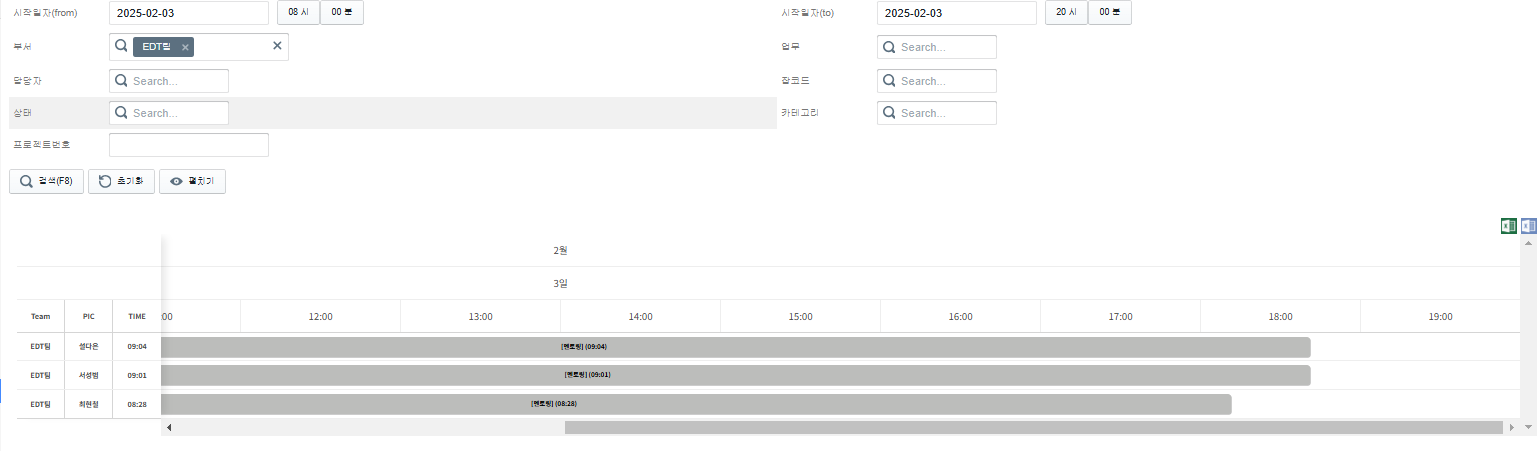 시작일자(from) 2025-02-03 08 시 00 분 시작일자(to) 2025-02-03 20 시 00 분
부서 EDT팀 × × 업무 Search...
담당자 Search... 잡코드 Search...
상태 Search... 카테고리 Search...
프로젝트번호
검색(F8) 초기화 펼치기
2월
3일
Team PIC TIME :00 12:00 13:00 14:00 15:00 16:00 17:00 18:00 19:00
EDT팀 설다은 09:04 [멘토링] (09:04)
EDT팀 서성범 09:01 [멘토링] (09:01)
EDT팀 최현철 08:28 [멘토링] (08:28)